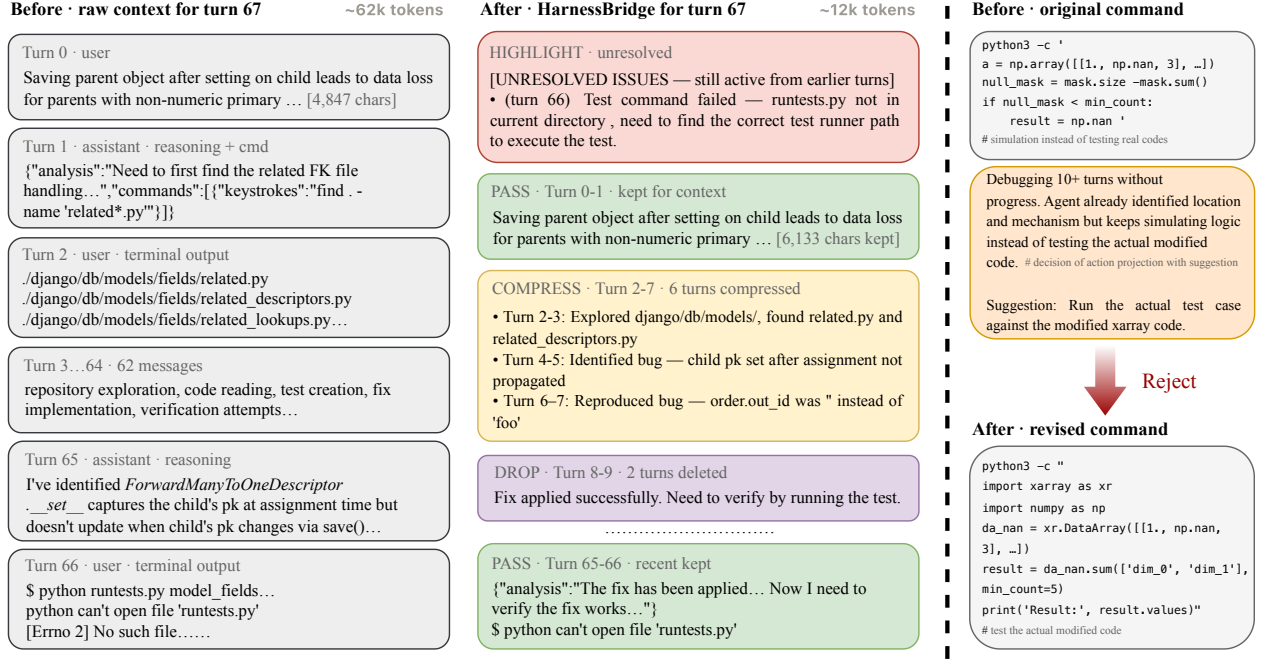 Before · raw context for turn 67
~62k tokens
Turn 0 · user
Saving parent object after setting on child leads to data loss
for parents with non-numeric primary … [4,847 chars]
Turn 1 · assistant · reasoning + cmd
{"analysis":"Need to first find the related FK file
handling…","commands":[{"keystrokes":"find . -
name 'related*.py'"}]}
Turn 2 · user · terminal output
./django/db/models/fields/related.py
./django/db/models/fields/related_descriptors.py
./django/db/models/fields/related_lookups.py…
Turn 3…64 · 62 messages
repository exploration, code reading, test creation, fix
implementation, verification attempts…
Turn 65 · assistant · reasoning
I've identified ForwardManyToOneDescriptor
.__set__ captures the child's pk at assignment time but
doesn't update when child's pk changes via save()…
Turn 66 · user · terminal output
$ python runtests.py model_fields…
python can't open file 'runtests.py'
[Errno 2] No such file……
After · HarnessBridge for turn 67
~12k tokens
HIGHLIGHT · unresolved
[UNRESOLVED ISSUES — still active from earlier turns]
• (turn 66) Test command failed — runtests.py not in
current directory , need to find the correct test runner path
to execute the test.
PASS · Turn 0-1 · kept for context
Saving parent object after setting on child leads to data loss
for parents with non-numeric primary … [6,133 chars kept]
COMPRESS · Turn 2-7 · 6 turns compressed
• Turn 2-3: Explored django/db/models/, found related.py and
related_descriptors.py
• Turn 4-5: Identified bug — child pk set after assignment not
propagated
• Turn 6–7: Reproduced bug — order.out_id was '' instead of
'foo'
DROP · Turn 8-9 · 2 turns deleted
Fix applied successfully. Need to verify by running the test.
PASS · Turn 65-66 · recent kept
{"analysis":"The fix has been applied… Now I need to
verify the fix works…"}
$ python can't open file 'runtests.py'
Before · original command
python3 -c '
a = np.array([[1., np.nan, 3], …])
null_mask = mask.size -mask.sum()
if null_mask < min_count:
    result = np.nan '
# simulation instead of testing real codes
Debugging 10+ turns without
progress. Agent already identified location
and mechanism but keeps simulating logic
instead of testing the actual modified
code. # decision of action projection with suggestion
Suggestion: Run the actual test case
against the modified xarray code.
Reject
After · revised command
python3 -c "
import xarray as xr
import numpy as np
da_nan = xr.DataArray([[1., np.nan,
3], …])
result = da_nan.sum(['dim_0', 'dim_1'],
min_count=5)
print('Result:', result.values)"
# test the actual modified code